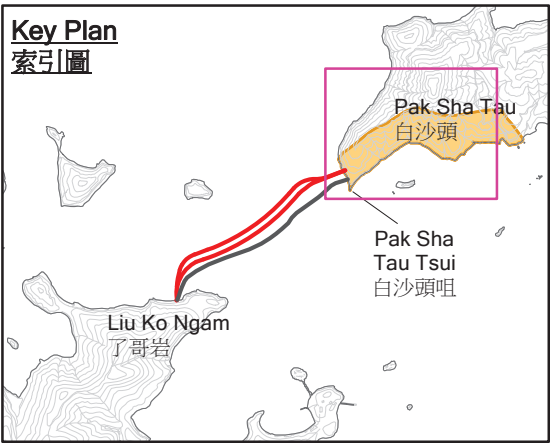 Key Plan
索引圖
Pak Sha Tau
白沙頭
Pak Sha
Tau Tsui
白沙頭咀
Liu Ko Ngam
了哥岩